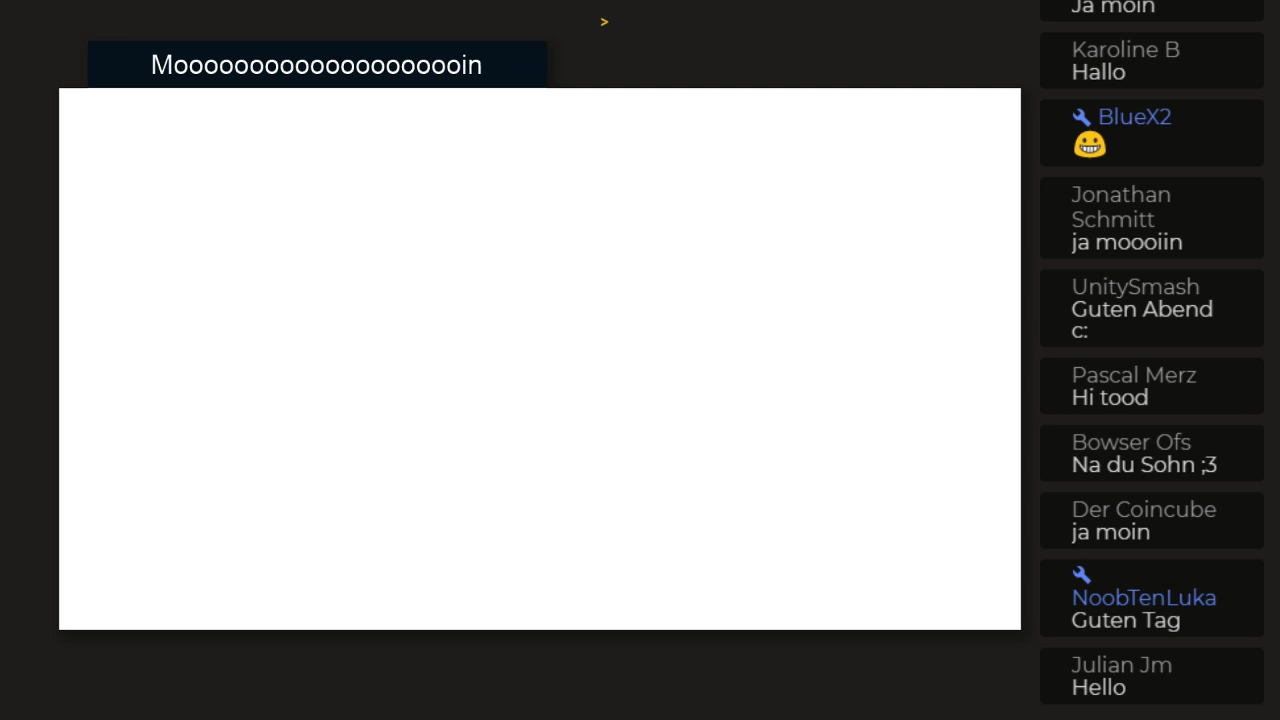 >
Moooooooooooooooooooin
Ja moin
Karoline B
Hallo
BlueX2
Jonathan
Schmitt
ja moooiin
UnitySmash
Guten Abend
c:
Pascal Merz
Hi tood
Bowser Ofs
Na du Sohn ;3
Der Coincube
ja moin
NoobTenLuka
Guten Tag
Julian Jm
Hello